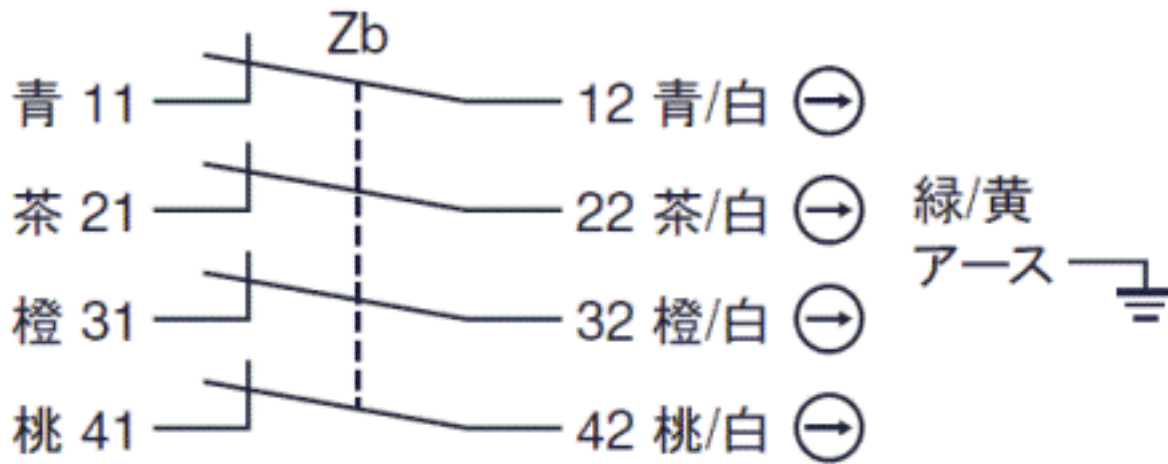 Zb
青 11 12 青/白
茶 21 22 茶/白
緑/黄
アース
橙 31 32 橙/白
桃 41 42 桃/白